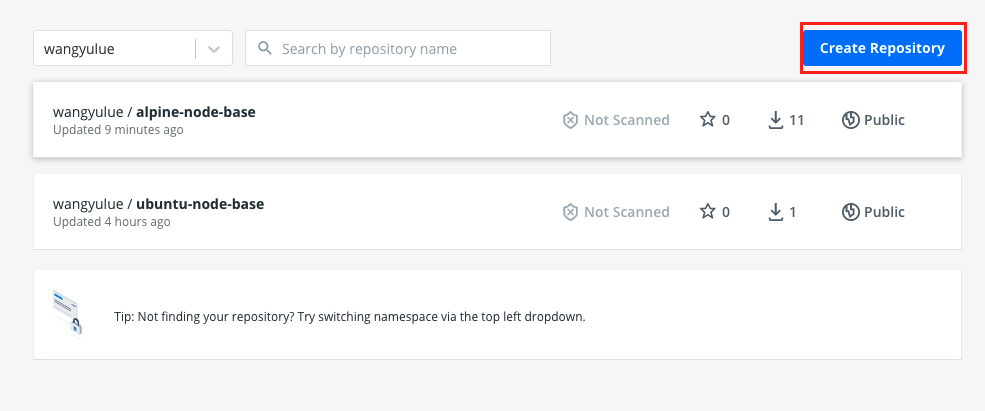 wangyulue
Search by repository name
Create Repository
wangyulue / alpine-node-base
Updated 9 minutes ago
Not Scanned
0
11
Public
wangyulue / ubuntu-node-base
Updated 4 hours ago
Not Scanned
0
1
Public
Tip: Not finding your repository? Try switching namespace via the top left dropdown.